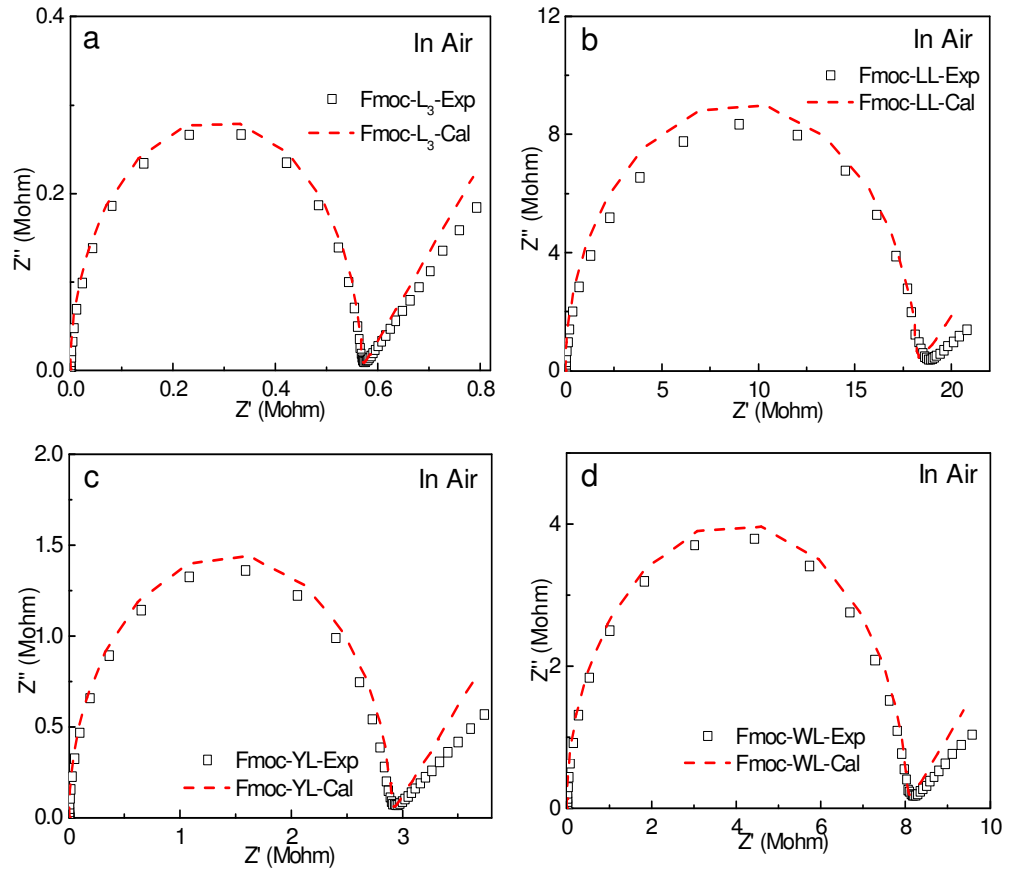 a
In Air
Fmoc-L₃-Exp
Fmoc-L₃-Cal
Z'' (Mohm)
0.4
0.2
0.0
0.0 0.2 0.4 0.6 0.8
Z' (Mohm)
b
In Air
Fmoc-LL-Exp
Fmoc-LL-Cal
Z'' (Mohm)
12
8
4
0
0 5 10 15 20
Z' (Mohm)
c
In Air
Fmoc-YL-Exp
Fmoc-YL-Cal
Z'' (Mohm)
2.0
1.5
1.0
0.5
0.0
0 1 2 3
Z' (Mohm)
d
In Air
Fmoc-WL-Exp
Fmoc-WL-Cal
Z'' (Mohm)
4
2
0
0 2 4 6 8 10
Z' (Mohm)